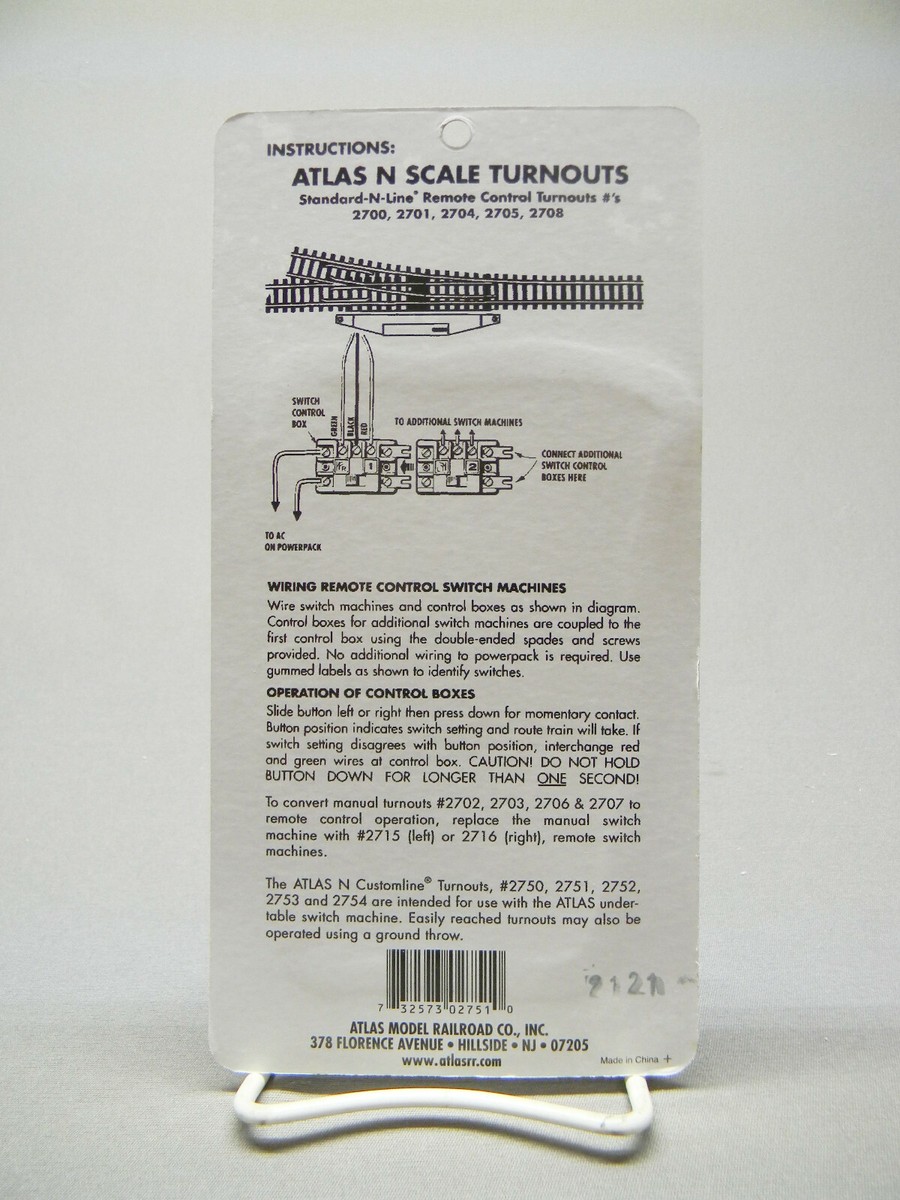 INSTRUCTIONS:
ATLAS N SCALE TURNOUTS
Standard-N-Line® Remote Control Turnouts #'s
2700, 2701, 2704, 2705, 2708
SWITCH
CONTROL
BOX
GREEN
BLACK
RED
TO ADDITIONAL SWITCH MACHINES
1
2
CONNECT ADDITIONAL
SWITCH CONTROL
BOXES HERE
TO AC
ON POWERPACK
WIRING REMOTE CONTROL SWITCH MACHINES
Wire switch machines and control boxes as shown in diagram.
Control boxes for additional switch machines are coupled to the
first control box using the double-ended spades and screws
provided. No additional wiring to powerpack is required. Use
gummed labels as shown to identify switches.
OPERATION OF CONTROL BOXES
Slide button left or right then press down for momentary contact.
Button position indicates switch setting and route train will take. If
switch setting disagrees with button position, interchange red
and green wires at control box. CAUTION! DO NOT HOLD
BUTTON DOWN FOR LONGER THAN ONE SECOND!
To convert manual turnouts #2702, 2703, 2706 & 2707 to
remote control operation, replace the manual switch
machine with #2715 (left) or 2716 (right), remote switch
machines.
The ATLAS N Customline® Turnouts, #2750, 2751, 2752,
2753 and 2754 are intended for use with the ATLAS under-
table switch machine. Easily reached turnouts may also be
operated using a ground throw.
7 32573 02751 0
ATLAS MODEL RAILROAD CO., INC.
378 FLORENCE AVENUE • HILLSIDE • NJ • 07205
www.atlasrr.com
Made in China +